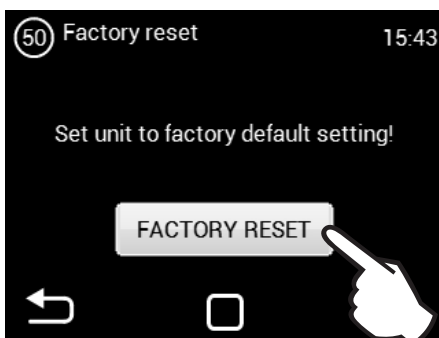 50 Factory reset 15:43
Set unit to factory default setting!
FACTORY RESET